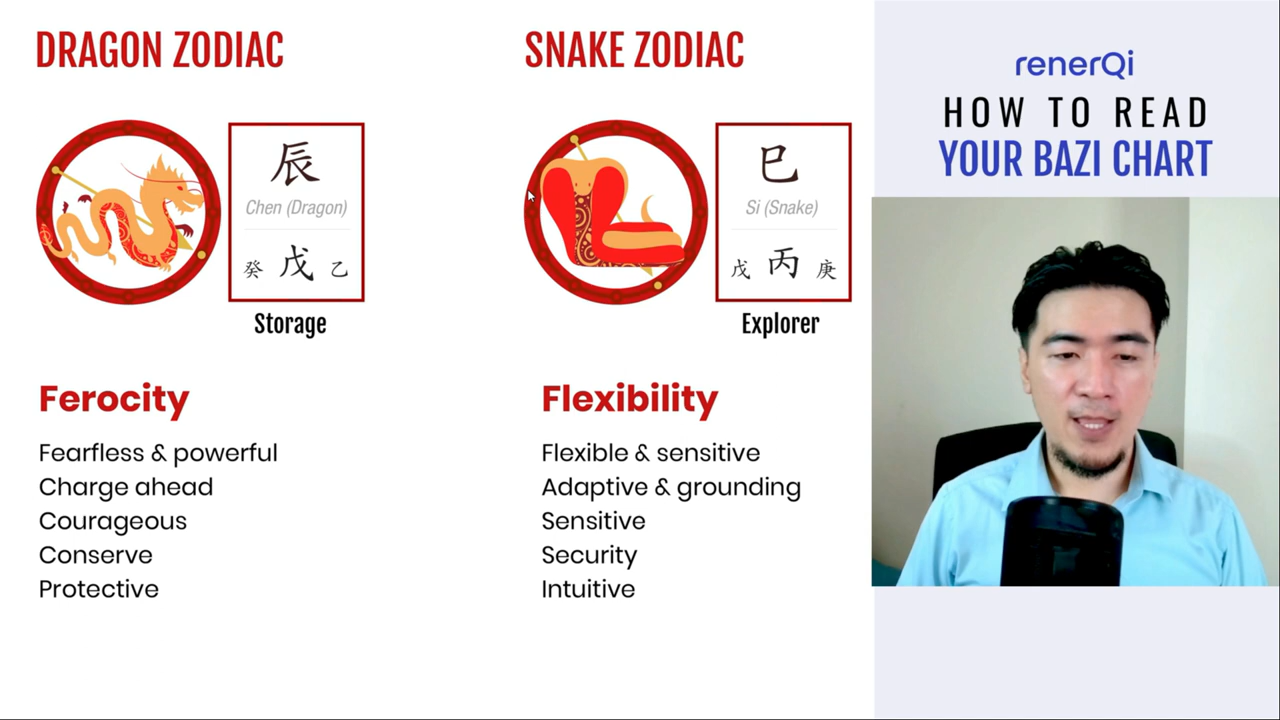 DRAGON ZODIAC
辰
Chen (Dragon)
癸 戊 乙
Storage
Ferocity
Fearfless & powerful
Charge ahead
Courageous
Conserve
Protective
SNAKE ZODIAC
巳
Si (Snake)
戊 丙 庚
Explorer
Flexibility
Flexible & sensitive
Adaptive & grounding
Sensitive
Security
Intuitive
renerQi
HOW TO READ
YOUR BAZI CHART